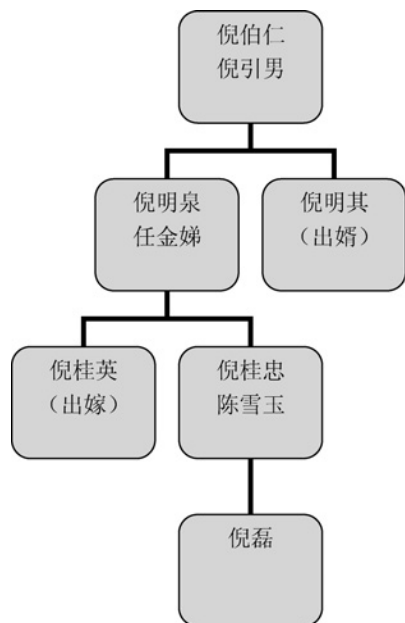 倪伯仁
倪引男
倪明泉
任金娣
倪明其
（出婿）
倪桂英
（出嫁）
倪桂忠
陈雪玉
倪磊